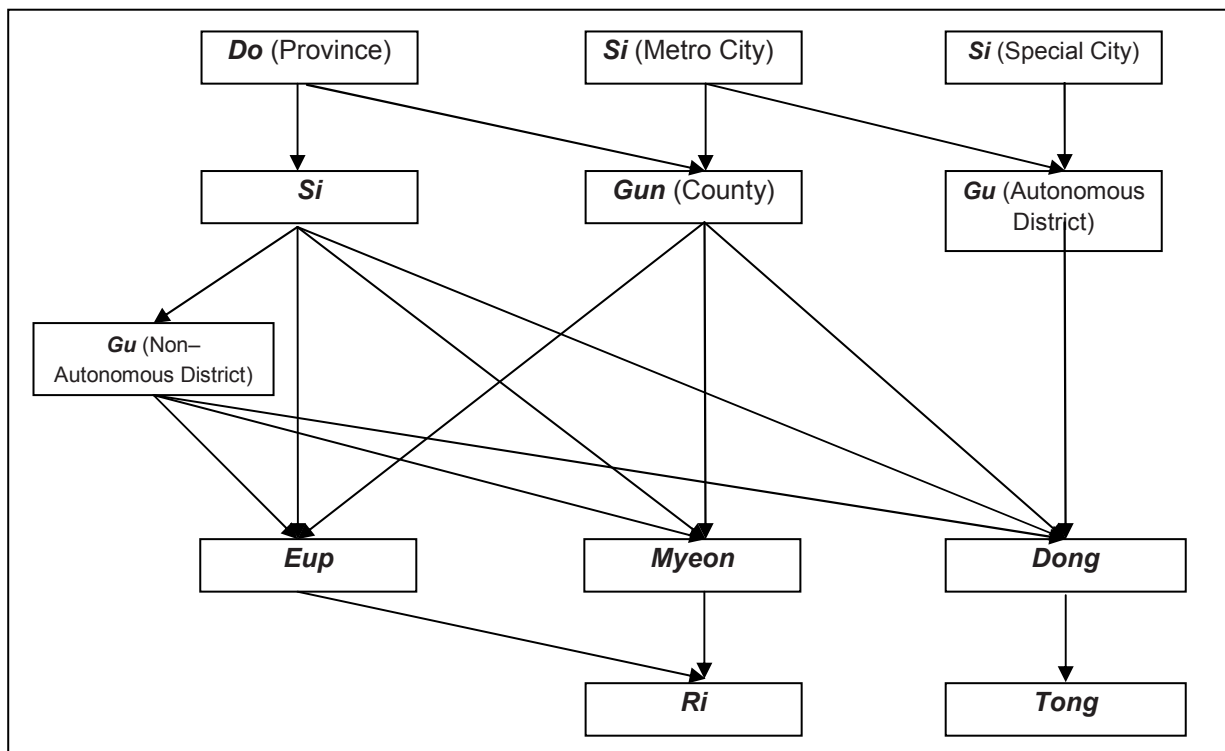 Do (Province)
Si (Metro City)
Si (Special City)
Si
Gun (County)
Gu (Autonomous
District)
Gu (Non–
Autonomous District)
Eup
Myeon
Dong
Ri
Tong